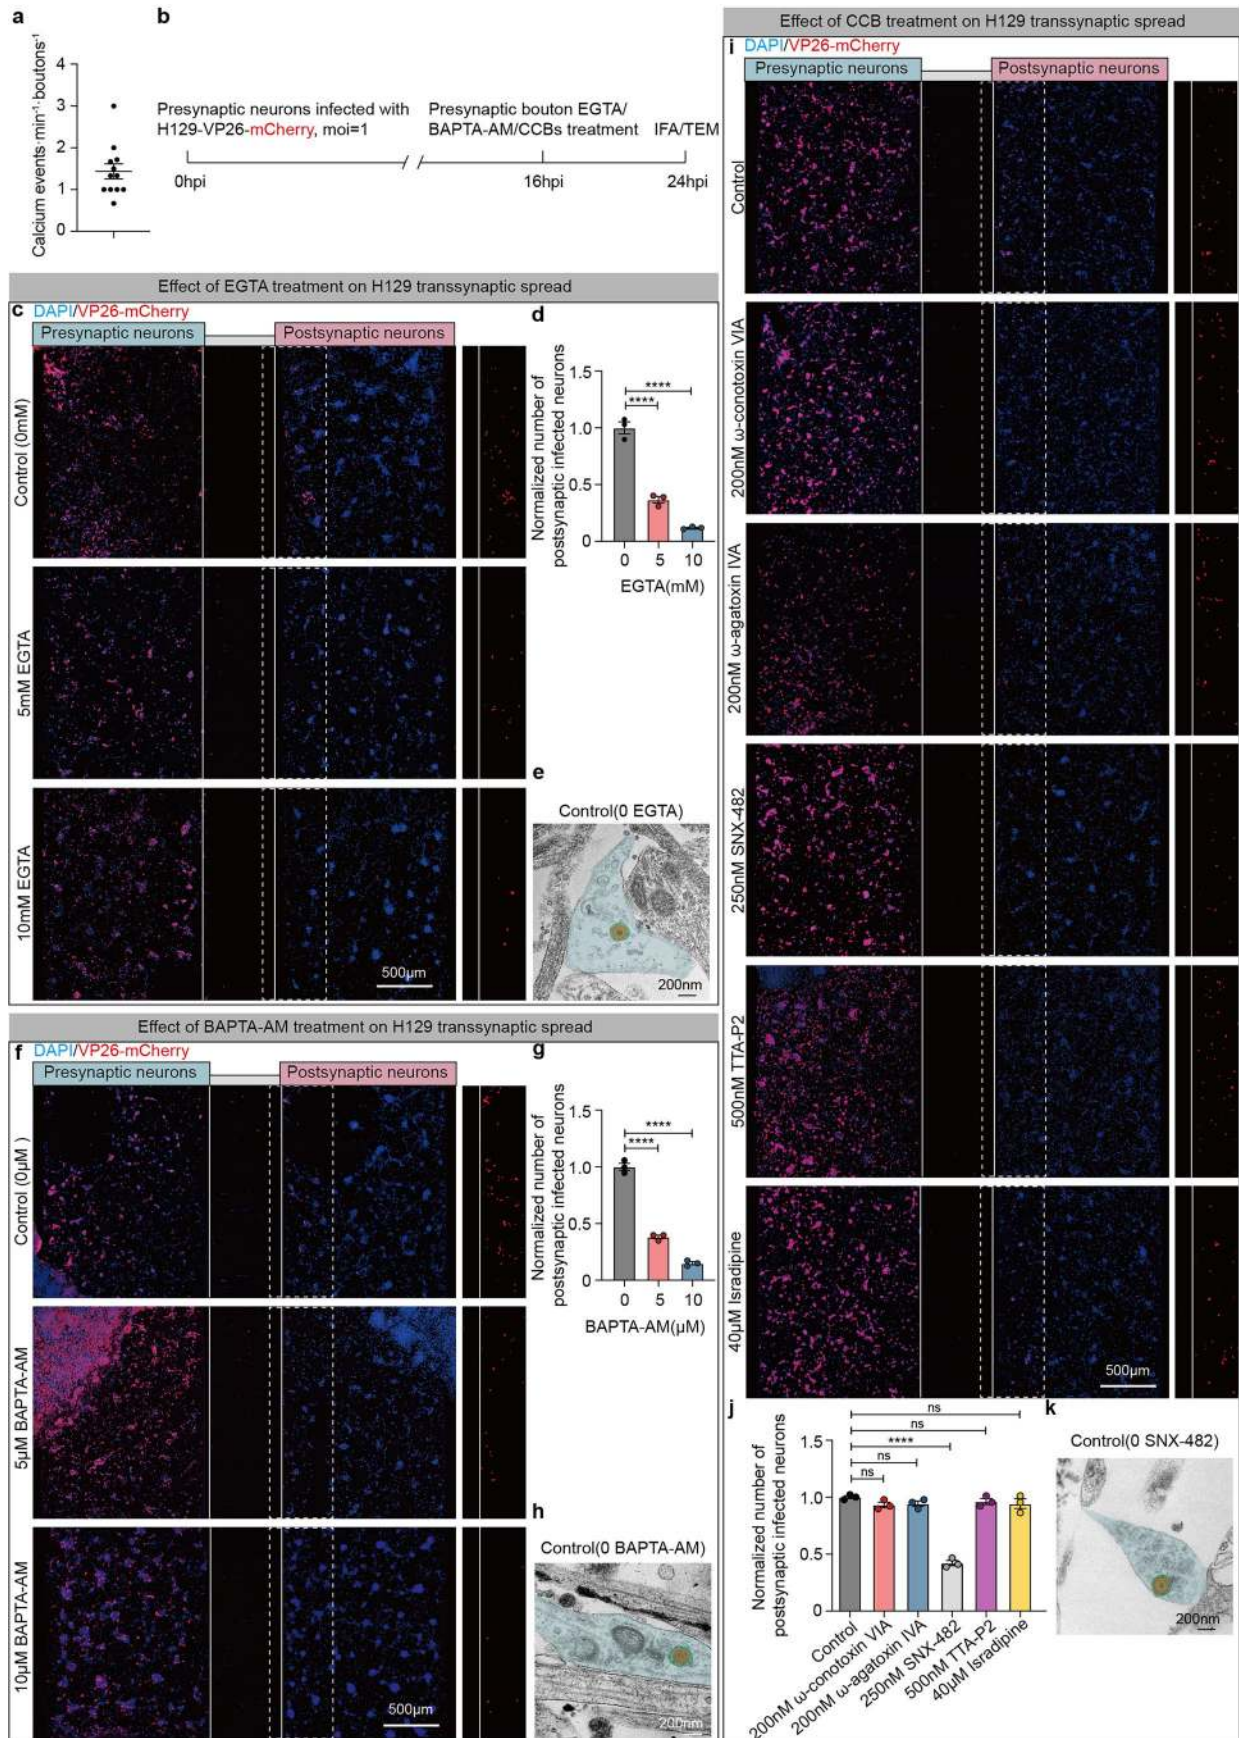 a
Calcium events·min⁻¹·boutons⁻¹
4
3
2
1
0
b
Presynaptic neurons infected with
H129-VP26-mCherry, moi=1
Presynaptic bouton EGTA/
BAPTA-AM/CCBs treatment
IFA/TEM
0hpi
16hpi
24hpi
Effect of EGTA treatment on H129 transsynaptic spread
c
DAPI/VP26-mCherry
Presynaptic neurons
Postsynaptic neurons
Control (0mM)
5mM EGTA
10mM EGTA
500μm
d
Normalized number of
postsynaptic infected neurons
1.5
1.0
0.5
0
****
****
0
5
10
EGTA(mM)
e
Control(0 EGTA)
200nm
Effect of BAPTA-AM treatment on H129 transsynaptic spread
f
DAPI/VP26-mCherry
Presynaptic neurons
Postsynaptic neurons
Control (0μM )
5μM BAPTA-AM
10μM BAPTA-AM
500μm
g
Normalized number of
postsynaptic infected neurons
1.5
1.0
0.5
0
****
****
0
5
10
BAPTA-AM(μM)
h
Control(0 BAPTA-AM)
200nm
Effect of CCB treatment on H129 transsynaptic spread
i
DAPI/VP26-mCherry
Presynaptic neurons
Postsynaptic neurons
Control
200nM ω-conotoxin VIA
200nM ω-agatoxin IVA
250nM SNX-482
500nM TTA-P2
40μM Isradipine
500μm
j
Normalized number of
postsynaptic infected neurons
1.5
1.0
0.5
0
ns
ns
****
ns
ns
Control
200nM ω-conotoxin VIA
200nM ω-agatoxin IVA
250nM SNX-482
500nM TTA-P2
40μM Isradipine
k
Control(0 SNX-482)
200nm